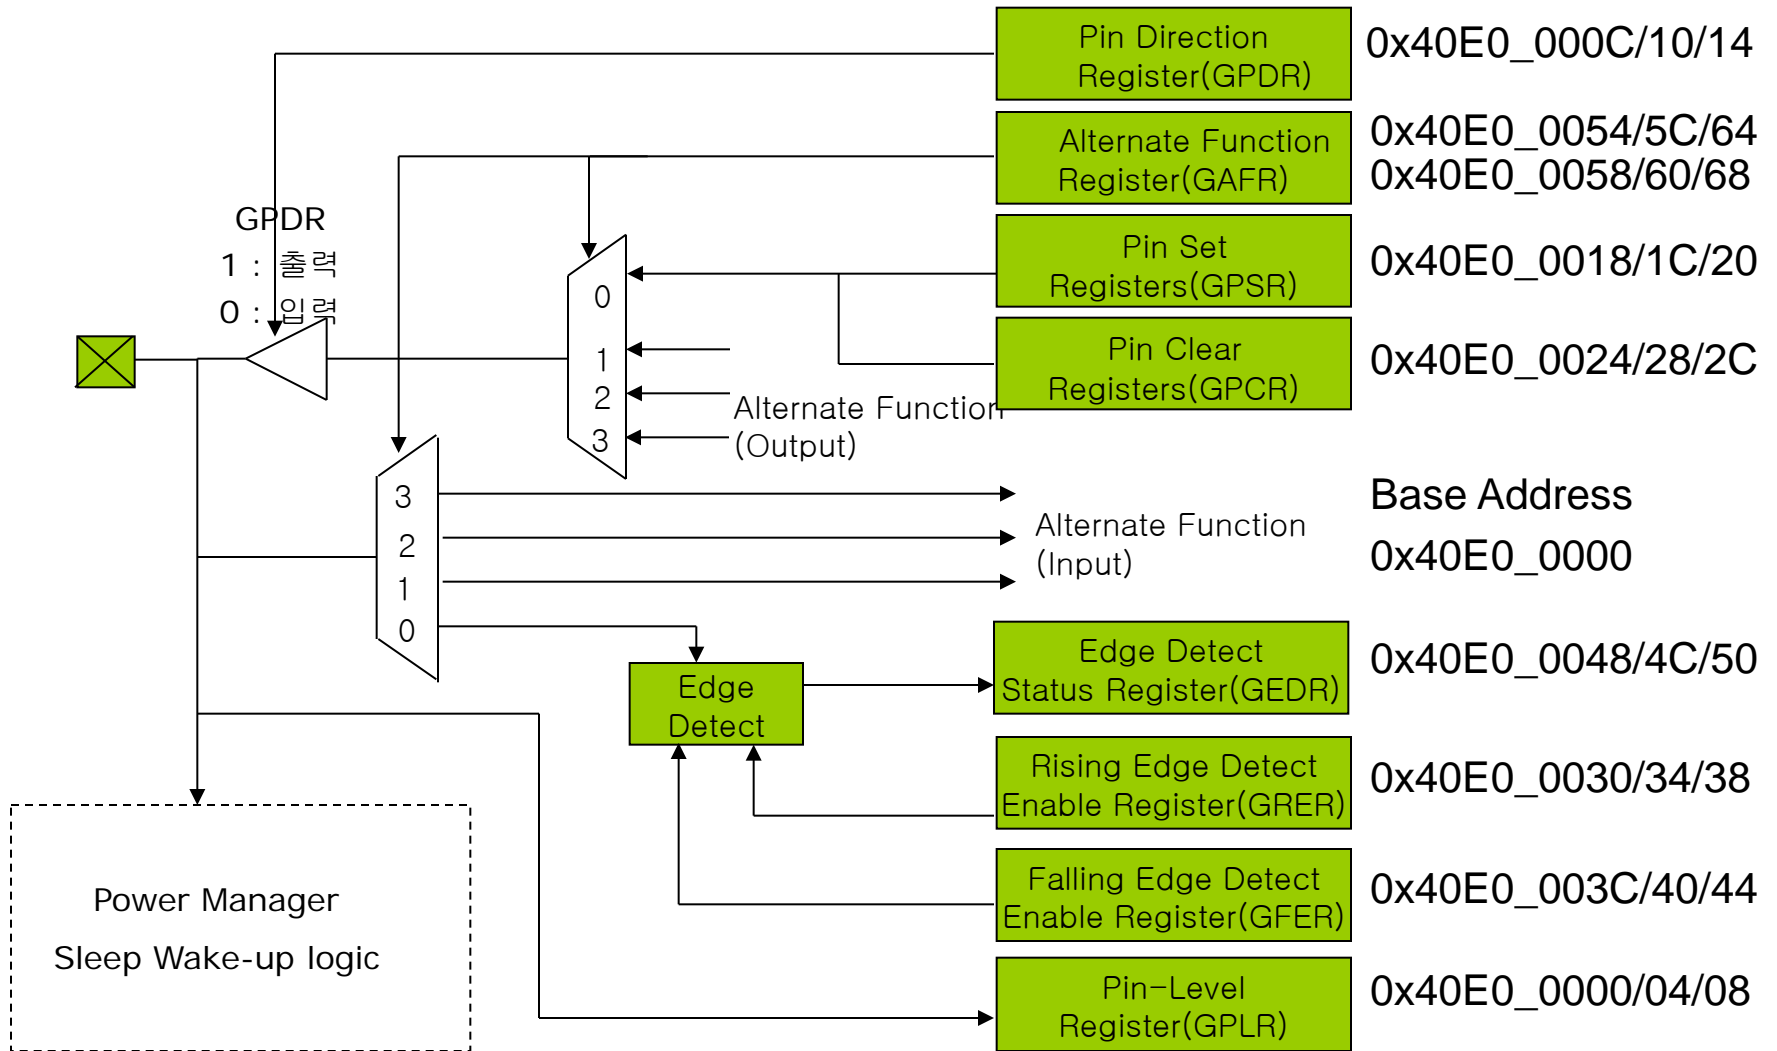 Pin Direction
Register(GPDR)
0x40E0_000C/10/14
Alternate Function
Register(GAFR)
0x40E0_0054/5C/64
0x40E0_0058/60/68
GPDR
1 : 출력
0 : 입력
Pin Set
Registers(GPSR)
0x40E0_0018/1C/20
0
1
2
3
Pin Clear
Registers(GPCR)
0x40E0_0024/28/2C
Alternate Function
(Output)
3
2
1
0
Alternate Function
(Input)
Base Address
0x40E0_0000
Edge
Detect
Edge Detect
Status Register(GEDR)
0x40E0_0048/4C/50
Rising Edge Detect
Enable Register(GRER)
0x40E0_0030/34/38
Falling Edge Detect
Enable Register(GFER)
0x40E0_003C/40/44
Power Manager
Sleep Wake-up logic
Pin-Level
Register(GPLR)
0x40E0_0000/04/08